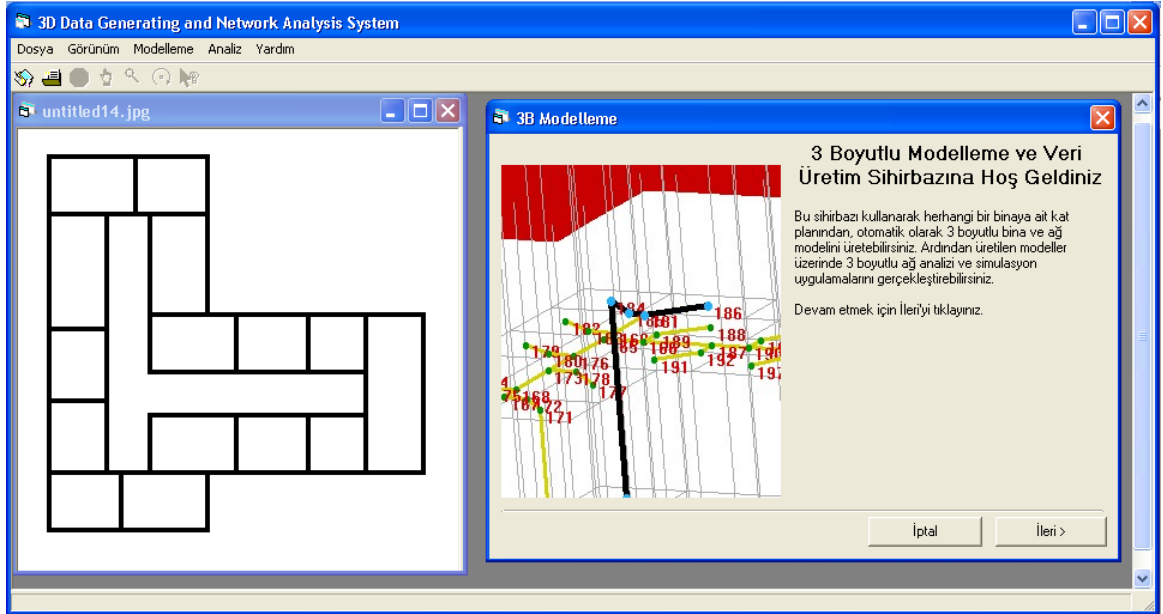 3D Data Generating and Network Analysis System
Dosya Görünüm Modelleme Analiz Yardım
untitled14.jpg
3B Modelleme
3 Boyutlu Modelleme ve Veri
Üretim Sihirbazına Hoş Geldiniz
Bu sihirbazı kullanarak herhangi bir binaya ait kat
planından, otomatik olarak 3 boyutlu bina ve ağ
modelini üretebilirsiniz. Ardından üretilen modeller
üzerinde 3 boyutlu ağ analizi ve simulasyon
uygulamalarını gerçekleştirebilirsiniz.
Devam etmek için İleri'yi tıklayınız.
186
188
189
187
191
192
180
176
173
178
177
168
171
İptal
İleri >